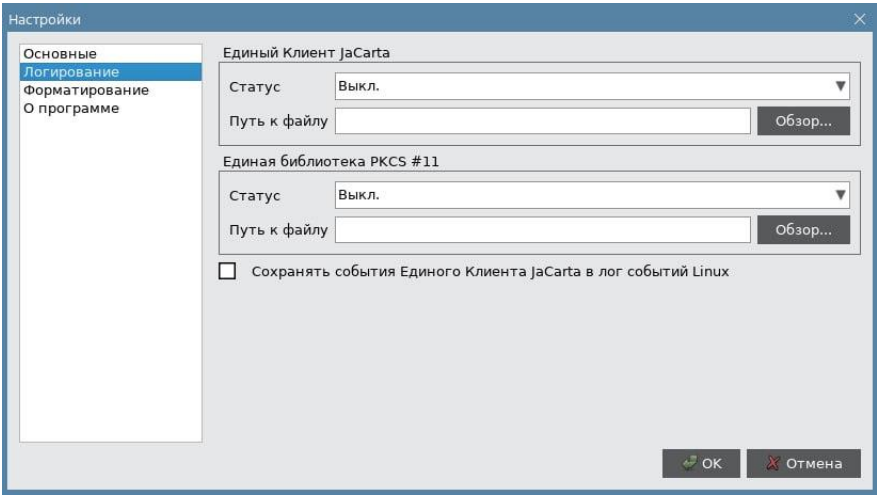 Настройки
Основные
Логирование
Форматирование
О программе
Единый Клиент JaCarta
Статус Выкл.
Путь к файлу Обзор...
Единая библиотека PKCS #11
Статус Выкл.
Путь к файлу Обзор...
Сохранять события Единого Клиента JaCarta в лог событий Linux
OK Отмена